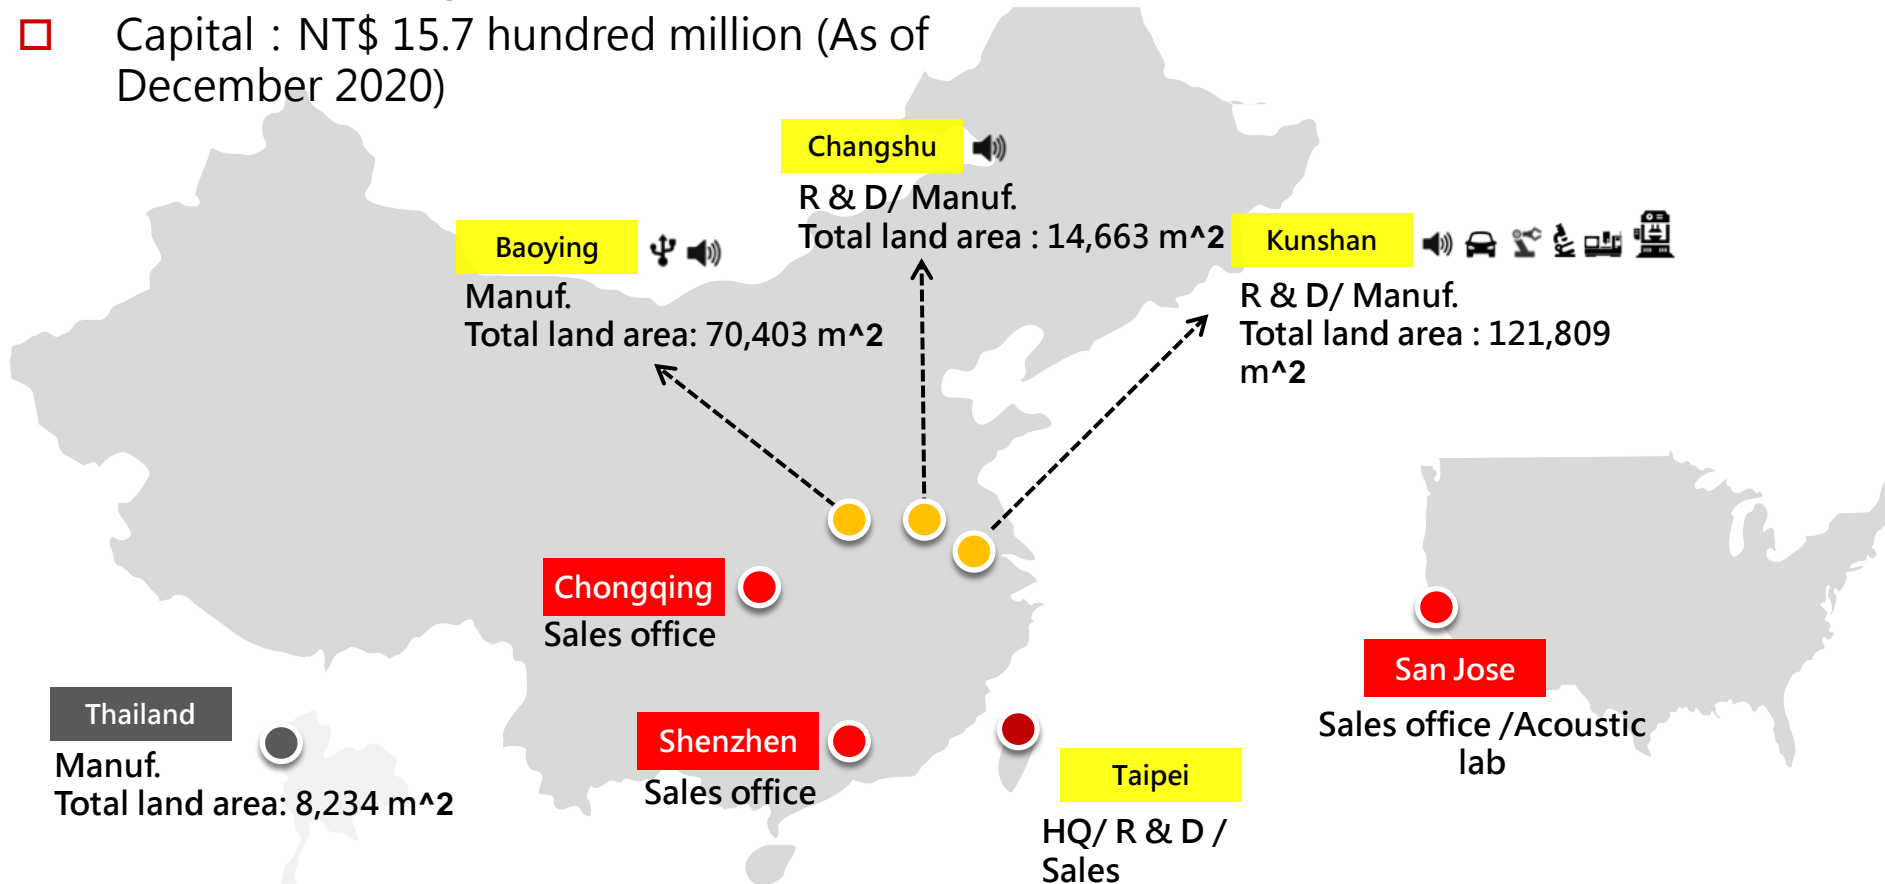 Capital : NT$ 15.7 hundred million (As of
December 2020)
Changshu
R & D/ Manuf.
Total land area : 14,663 m^2
Baoying
Manuf.
Total land area: 70,403 m^2
Kunshan
R & D/ Manuf.
Total land area : 121,809
m^2
Chongqing
Sales office
San Jose
Sales office /Acoustic
lab
Thailand
Manuf.
Total land area: 8,234 m^2
Shenzhen
Sales office
Taipei
HQ/ R & D /
Sales